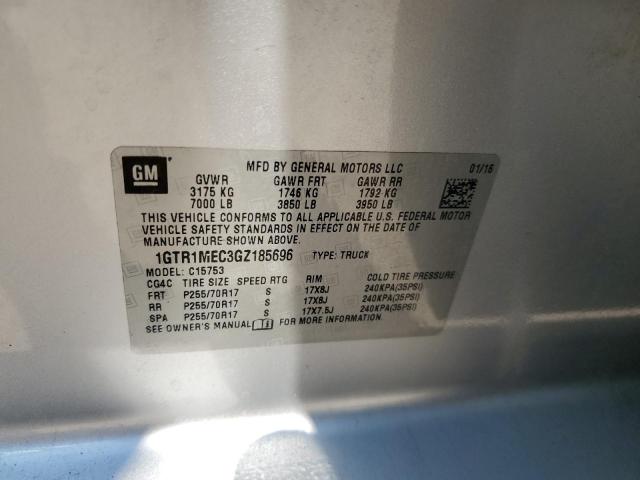 GM
MFD BY GENERAL MOTORS LLC 01/16
GVWR GAWR FRT GAWR RR
3175 KG 1746 KG 1792 KG
7000 LB 3850 LB 3950 LB
THIS VEHICLE CONFORMS TO ALL APPLICABLE U.S. FEDERAL MOTOR
VEHICLE SAFETY STANDARDS IN EFFECT ON THE DATE OF
MANUFACTURE SHOWN ABOVE.
1GTR1MEC3GZ185696 TYPE: TRUCK
MODEL: C15753
CG4C TIRE SIZE SPEED RTG RIM COLD TIRE PRESSURE
FRT P255/70R17 S 17X8J 240KPA(35PSI)
RR P255/70R17 S 17X8J 240KPA(35PSI)
SPA P255/70R17 S 17X7.5J 240KPA(35PSI)
SEE OWNER'S MANUAL FOR MORE INFORMATION.